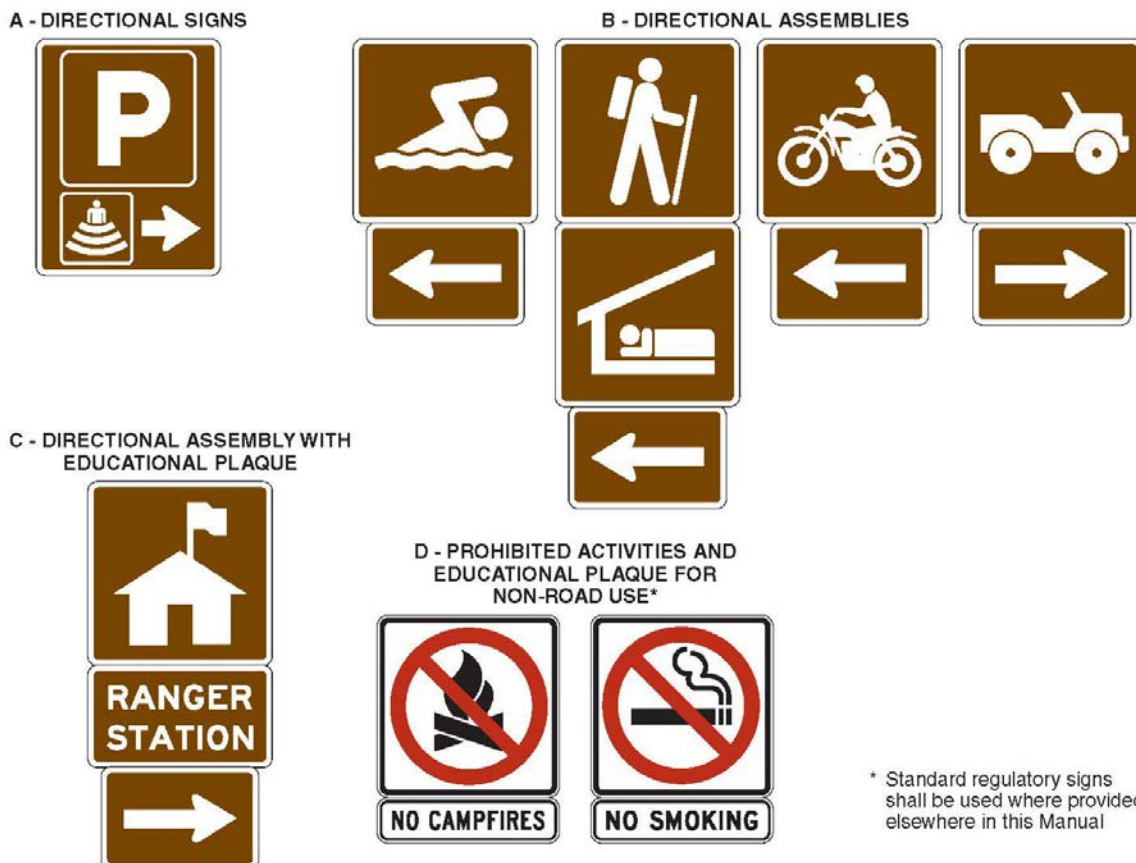 A - DIRECTIONAL SIGNS
P
B - DIRECTIONAL ASSEMBLIES
C - DIRECTIONAL ASSEMBLY WITH
EDUCATIONAL PLAQUE
RANGER
STATION
D - PROHIBITED ACTIVITIES AND
EDUCATIONAL PLAQUE FOR
NON-ROAD USE*
NO CAMPFIRES
NO SMOKING
* Standard regulatory signs
shall be used where provided
elsewhere in this Manual